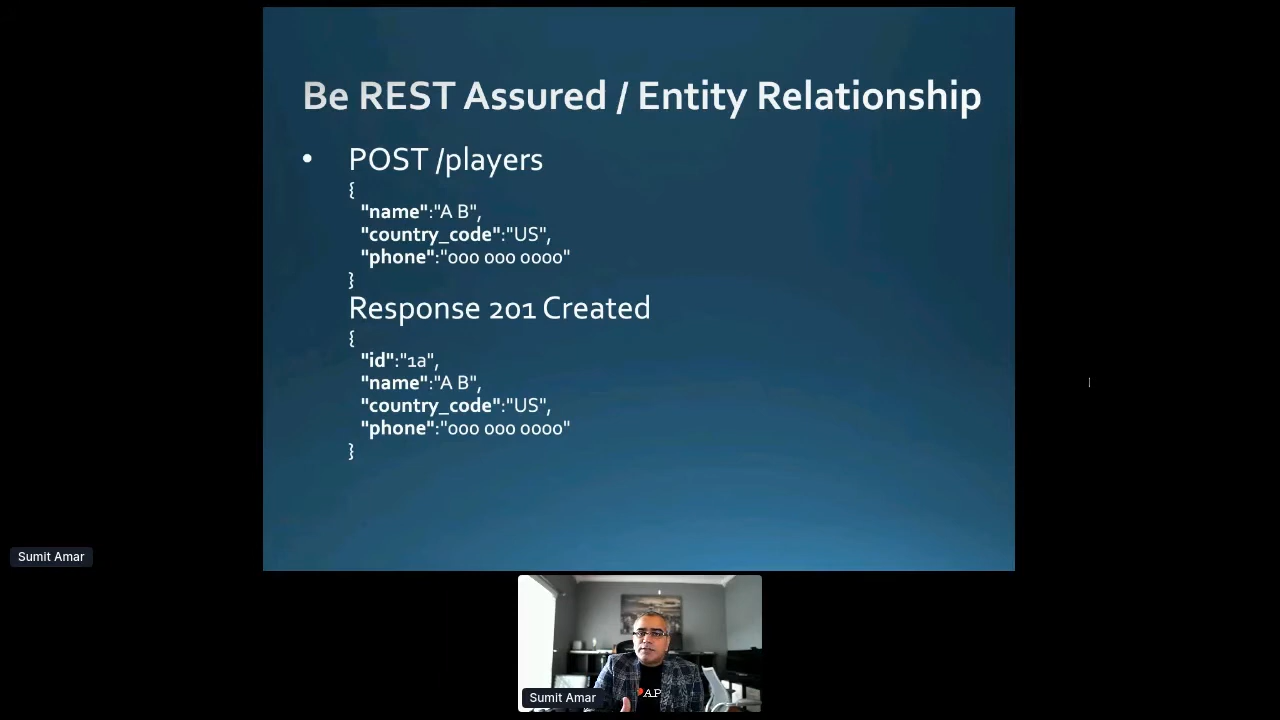 Be REST Assured / Entity Relationship
• POST /players
{
"name":"A B",
"country_code":"US",
"phone":"000 000 0000"
}
Response 201 Created
{
"id":"1a",
"name":"A B",
"country_code":"US",
"phone":"000 000 0000"
}
Sumit Amar
Sumit Amar
AP